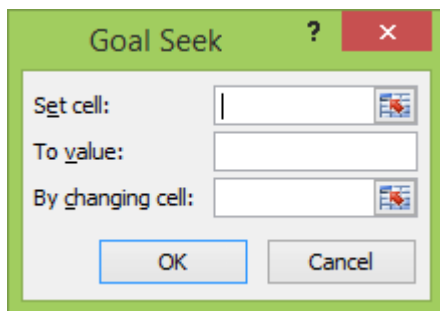 Goal Seek ?
Set cell:
To value:
By changing cell:
OK Cancel